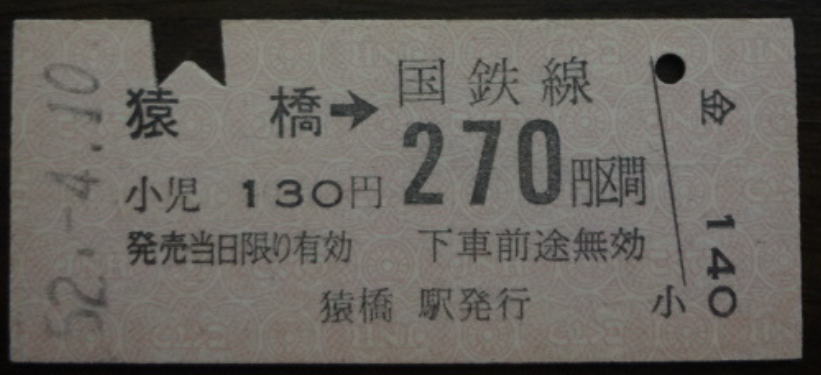 52.-4.10
猿橋→国鉄線
270円区間
小児 130円
発売当日限り有効 下車前途無効
猿橋 駅発行
小
金 140